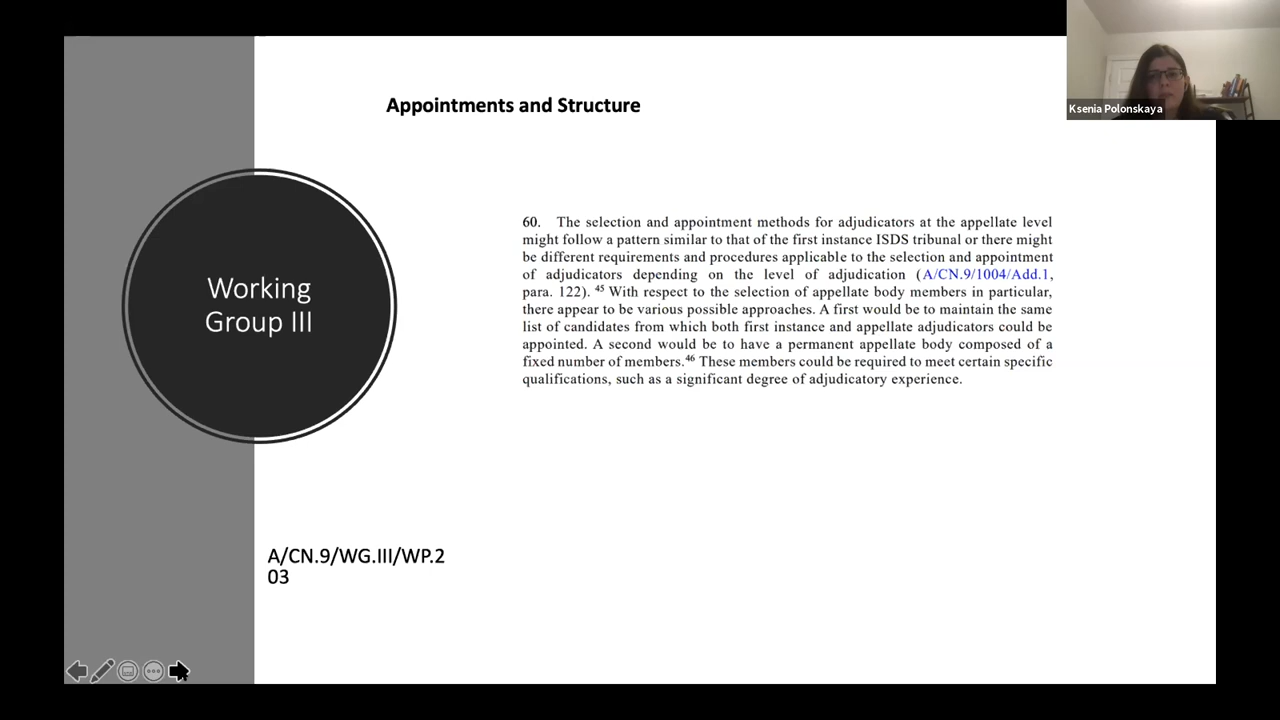 Ksenia Polonskaya
Appointments and Structure
Working
Group III
60. The selection and appointment methods for adjudicators at the appellate level
might follow a pattern similar to that of the first instance ISDS tribunal or there might
be different requirements and procedures applicable to the selection and appointment
of adjudicators depending on the level of adjudication (A/CN.9/1004/Add.1,
para. 122). 45 With respect to the selection of appellate body members in particular,
there appear to be various possible approaches. A first would be to maintain the same
list of candidates from which both first instance and appellate adjudicators could be
appointed. A second would be to have a permanent appellate body composed of a
fixed number of members.46 These members could be required to meet certain specific
qualifications, such as a significant degree of adjudicatory experience.
A/CN.9/WG.III/WP.2
03